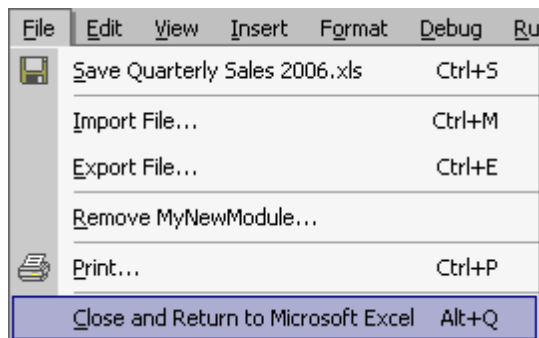 File Edit View Insert Format Debug Ru
Save Quarterly Sales 2006.xls Ctrl+S
Import File... Ctrl+M
Export File... Ctrl+E
Remove MyNewModule...
Print... Ctrl+P
Close and Return to Microsoft Excel Alt+Q